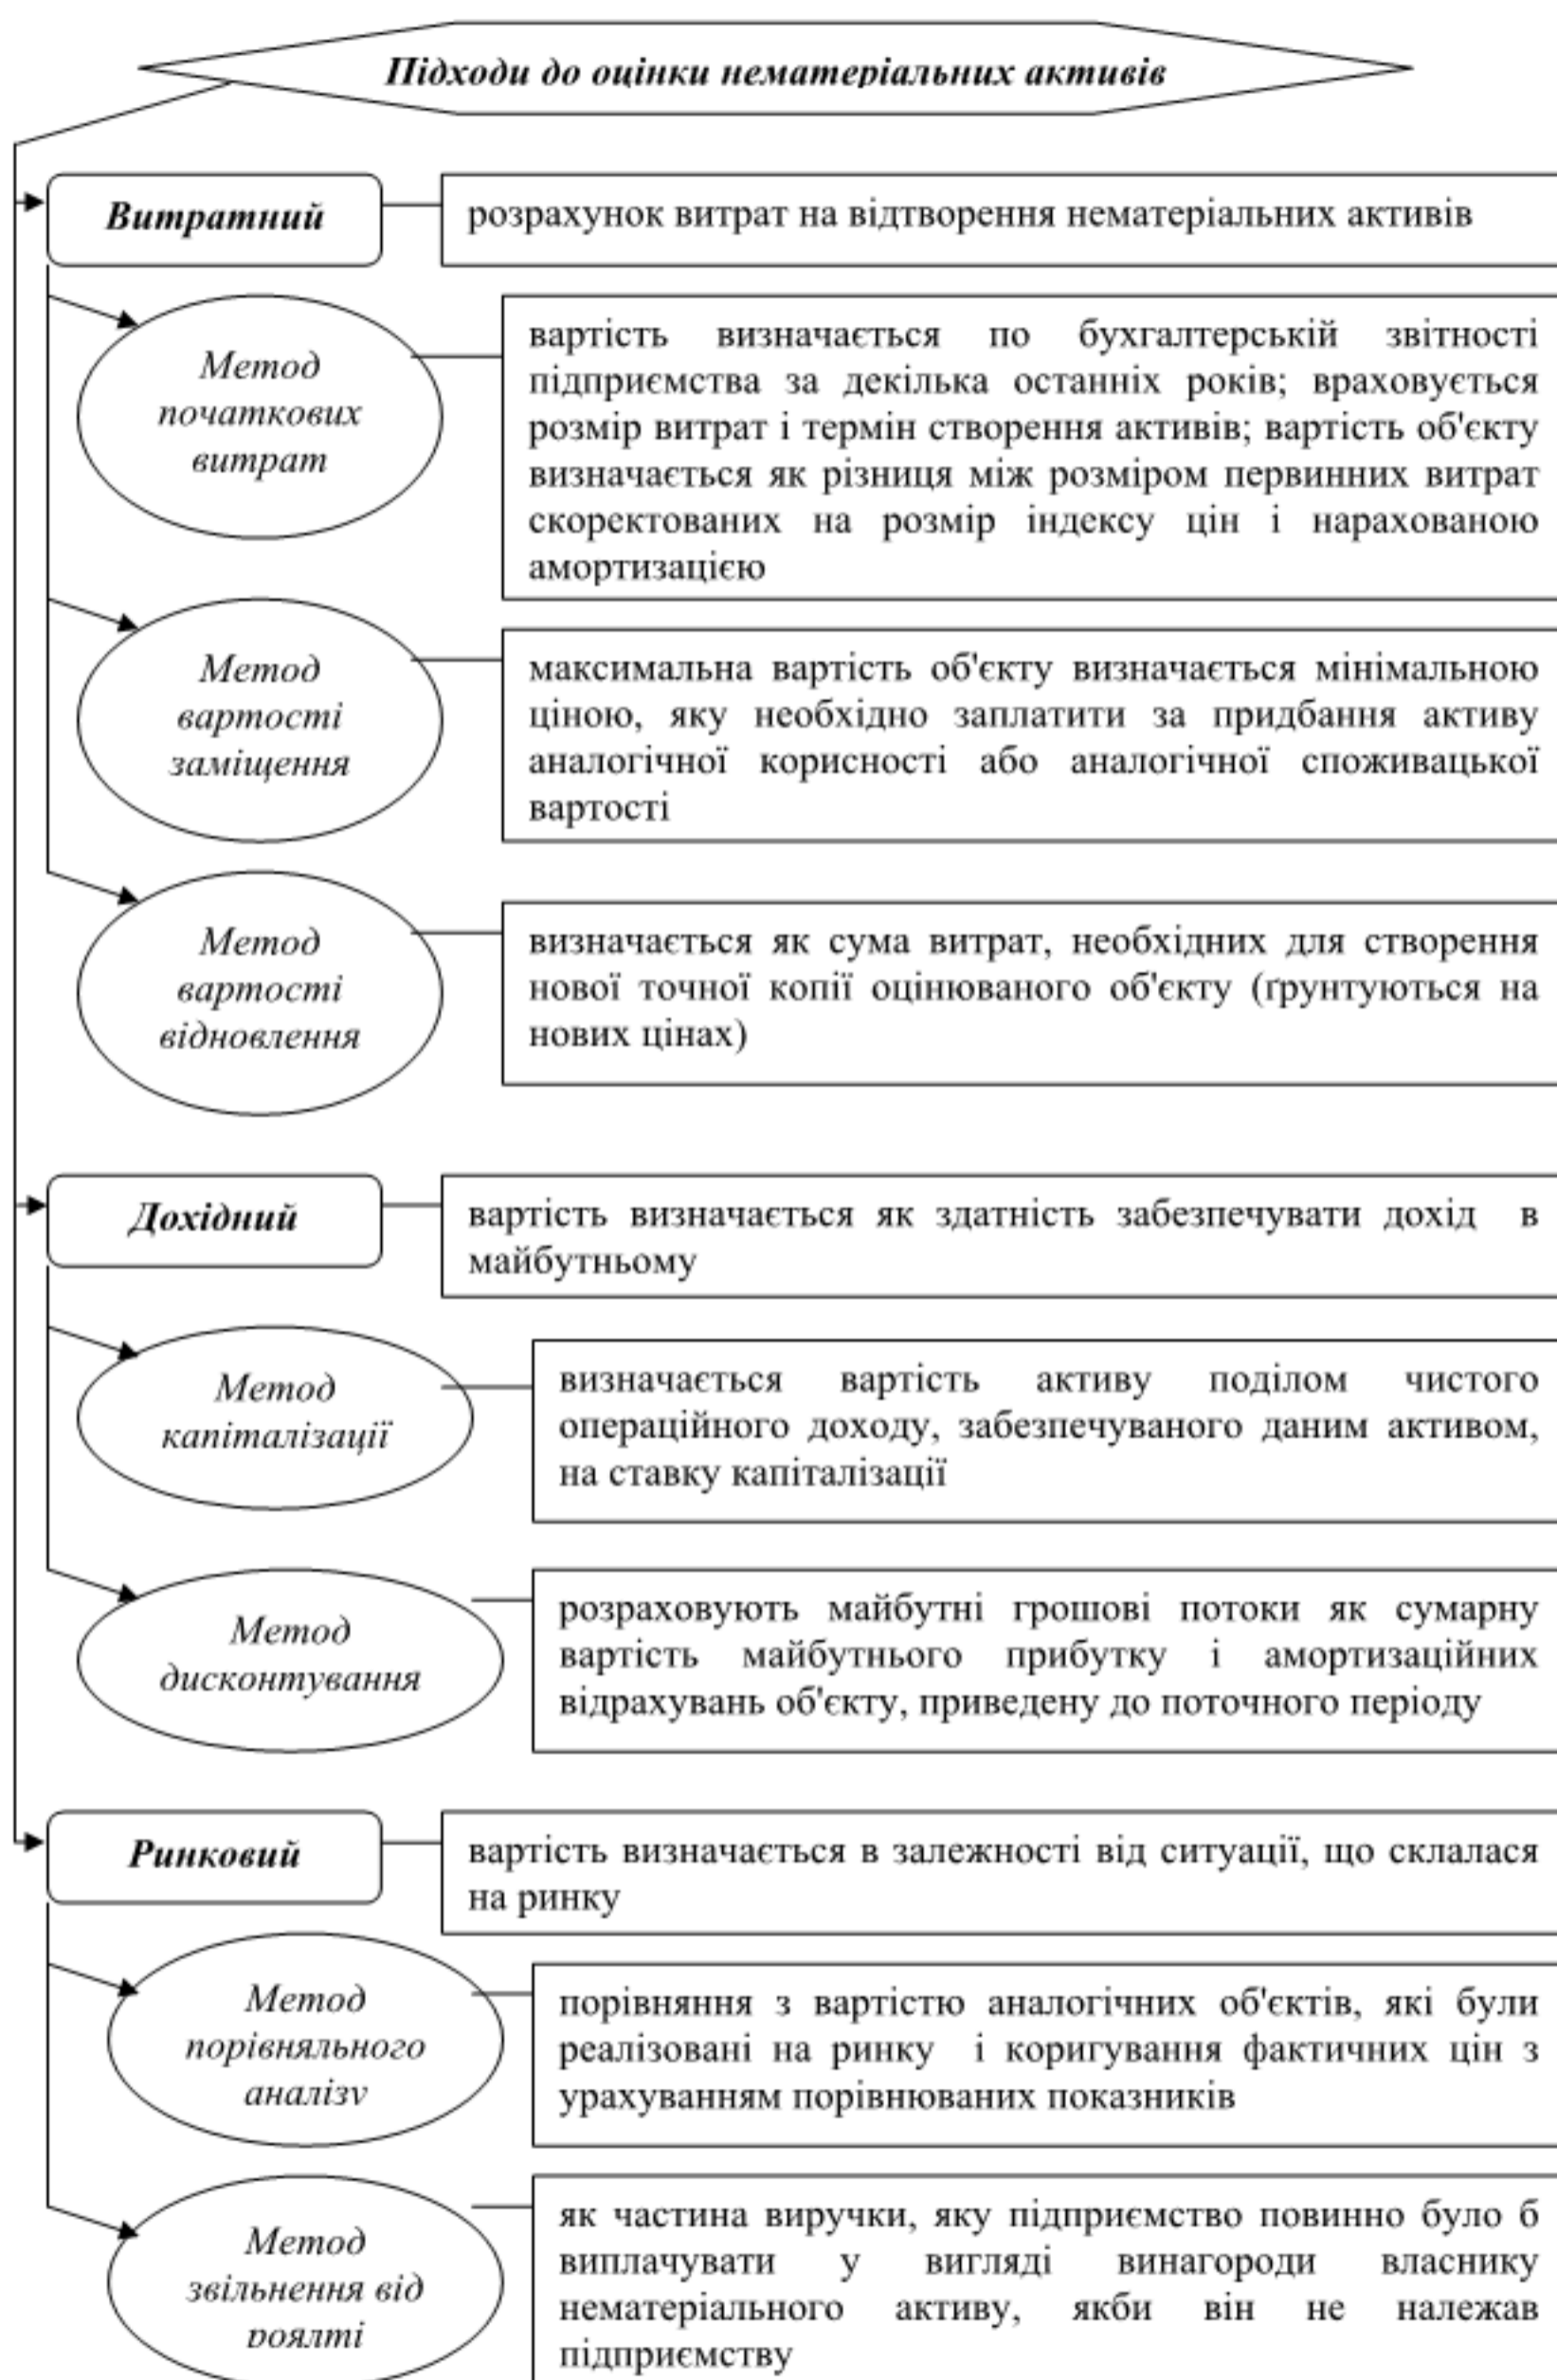 Підходи до оцінки нематеріальних активів
Витратний
розрахунок витрат на відтворення нематеріальних активів
Метод
початкових
витрат
вартість визначається по бухгалтерській звітності
підприємства за декілька останніх років; враховується
розмір витрат і термін створення активів; вартість об'єкту
визначається як різниця між розміром первинних витрат
скоректованих на розмір індексу цін і нарахованою
амортизацією
Метод
вартості
заміщення
максимальна вартість об'єкту визначається мінімальною
ціною, яку необхідно заплатити за придбання активу
аналогічної корисності або аналогічної споживацької
вартості
Метод
вартості
відновлення
визначається як сума витрат, необхідних для створення
нової точної копії оцінюваного об'єкту (ґрунтуються на
нових цінах)
Дохідний
вартість визначається як здатність забезпечувати дохід в
майбутньому
Метод
капіталізації
визначається вартість активу поділом чистого
операційного доходу, забезпечуваного даним активом,
на ставку капіталізації
Метод
дисконтування
розраховують майбутні грошові потоки як сумарну
вартість майбутнього прибутку і амортизаційних
відрахувань об'єкту, приведену до поточного періоду
Ринковий
вартість визначається в залежності від ситуації, що склалася
на ринку
Метод
порівняльного
аналізу
порівняння з вартістю аналогічних об'єктів, які були
реалізовані на ринку і коригування фактичних цін з
урахуванням порівнюваних показників
Метод
звільнення від
роялті
як частина виручки, яку підприємство повинно було б
виплачувати у вигляді винагороди власнику
нематеріального активу, якби він не належав
підприємству